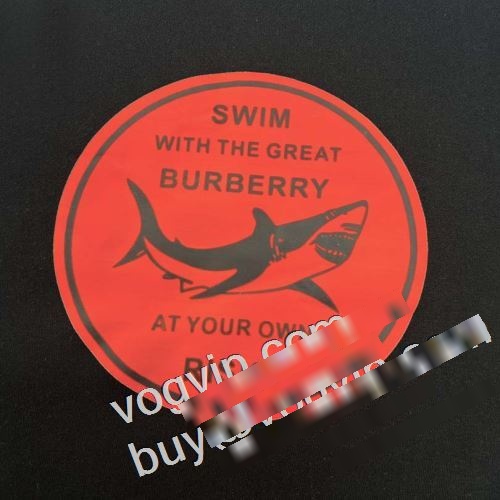 SWIM
WITH THE GREAT
BURBERRY
AT YOUR OWN
vogvip.com